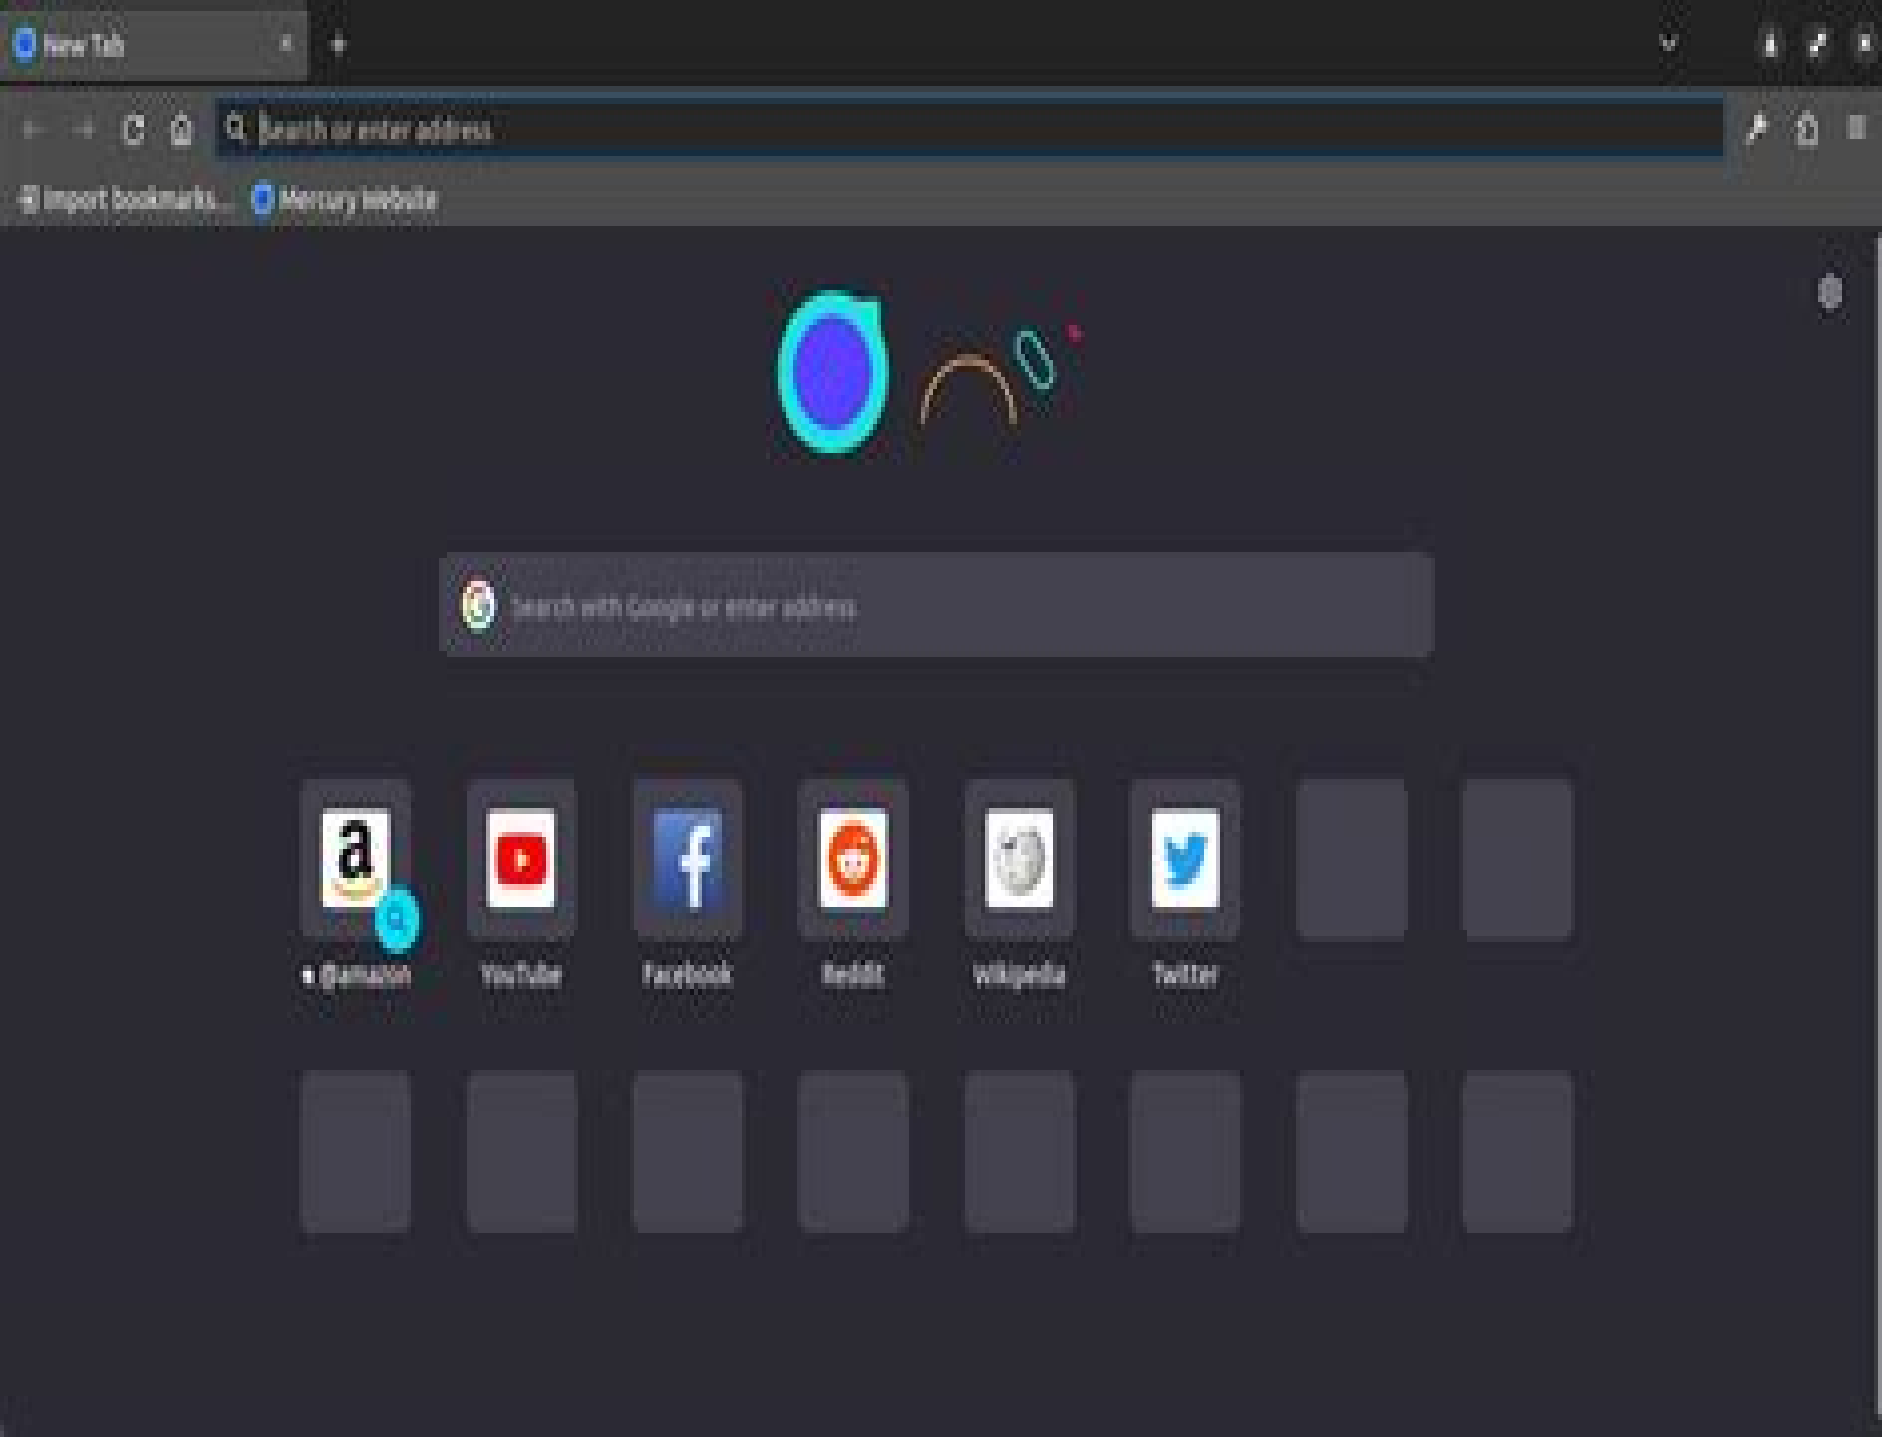 New Tab
Search or enter address
Import bookmarks...
Mercury Website
Search with Google or enter address
a
f
@amazon
YouTube
Facebook
Reddit
Wikipedia
Twitter